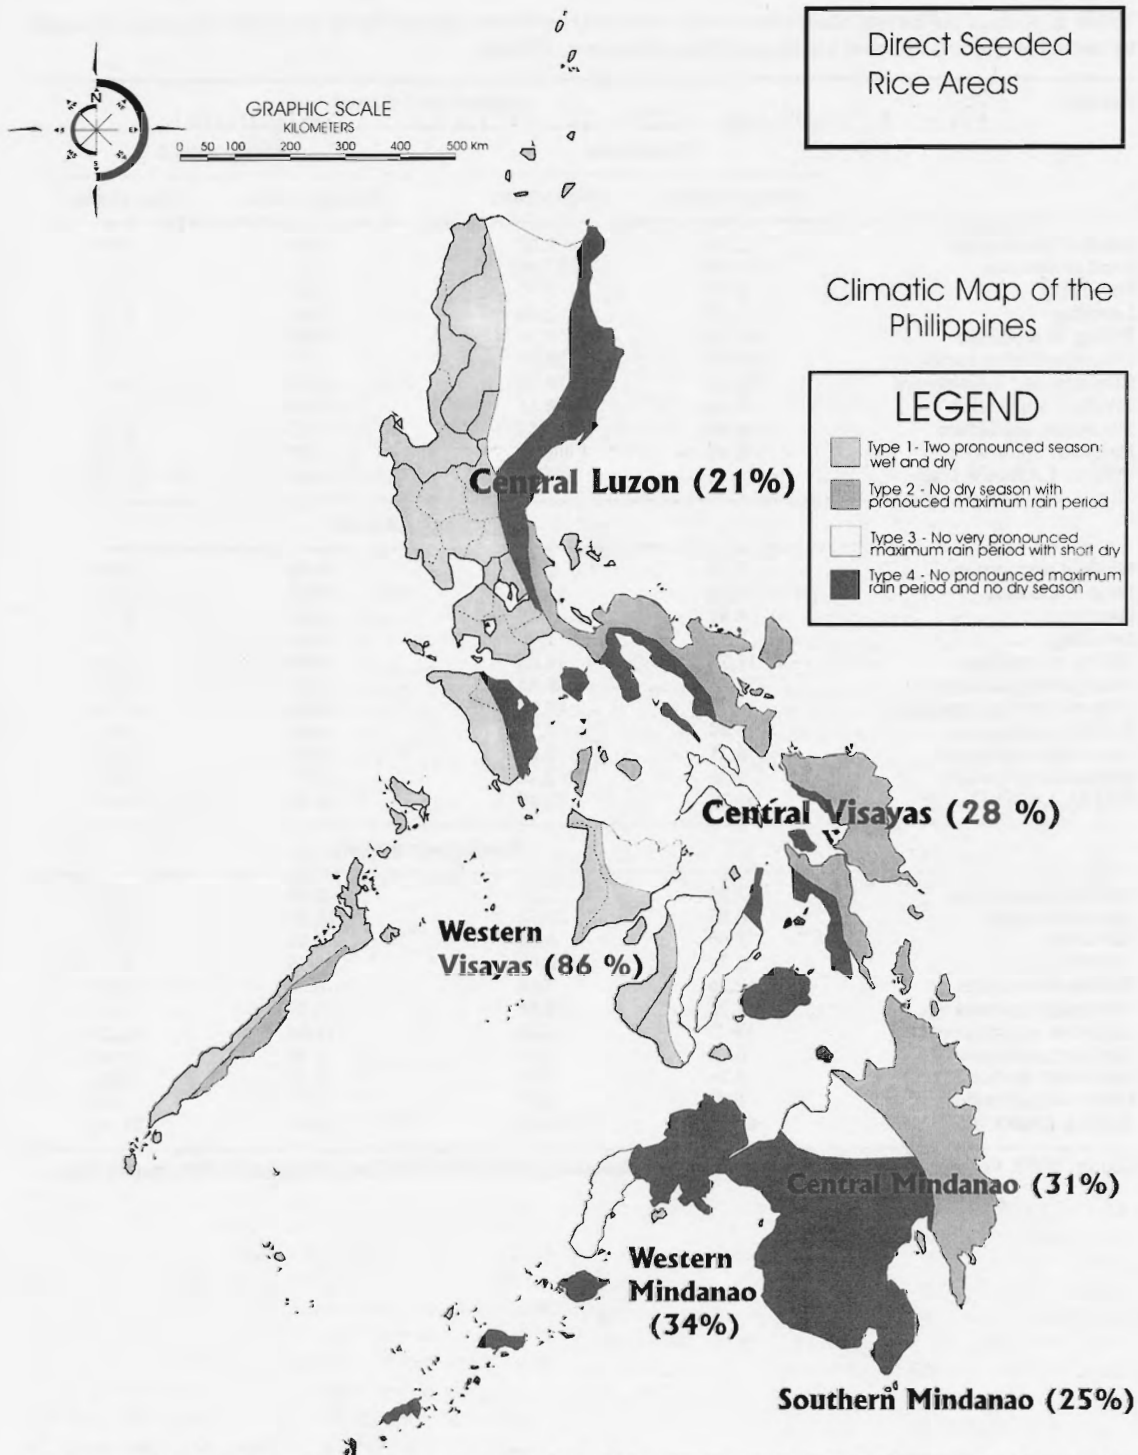 Direct Seeded
Rice Areas
N
E
S
GRAPHIC SCALE
KILOMETERS
0 50 100 200 300 400 500 Km
Climatic Map of the
Philippines
LEGEND
Type 1 - Two pronounced season:
wet and dry
Type 2 - No dry season with
pronouced maximum rain period
Type 3 - No very pronounced
maximum rain period with short dry
Type 4 - No pronounced maximum
rain period and no dry season
Central Luzon (21%)
Central Visayas (28 %)
Western
Visayas (86 %)
Central Mindanao (31%)
Western
Mindanao
(34%)
Southern Mindanao (25%)